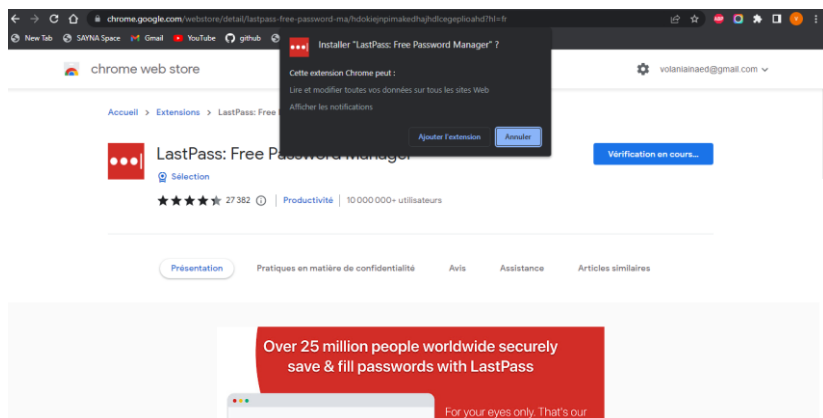 chrome.google.com/webstore/detail/lastpass-free-password-ma/hdokiejnpimakedhajhdlcegeplioahd?hl=fr
New Tab SAYNA Space Gmail YouTube github
Installer "LastPass: Free Password Manager" ?
Cette extension Chrome peut :
Lire et modifier toutes vos données sur tous les sites Web
Afficher les notifications
Ajouter l'extension Annuler
chrome web store volaniainaed@gmail.com
Accueil > Extensions > LastPass: Free
LastPass: Free Password Manager
Vérification en cours...
Sélection
27 382 Productivité 10 000 000+ utilisateurs
Présentation Pratiques en matière de confidentialité Avis Assistance Articles similaires
Over 25 million people worldwide securely
save & fill passwords with LastPass
For your eyes only. That's our